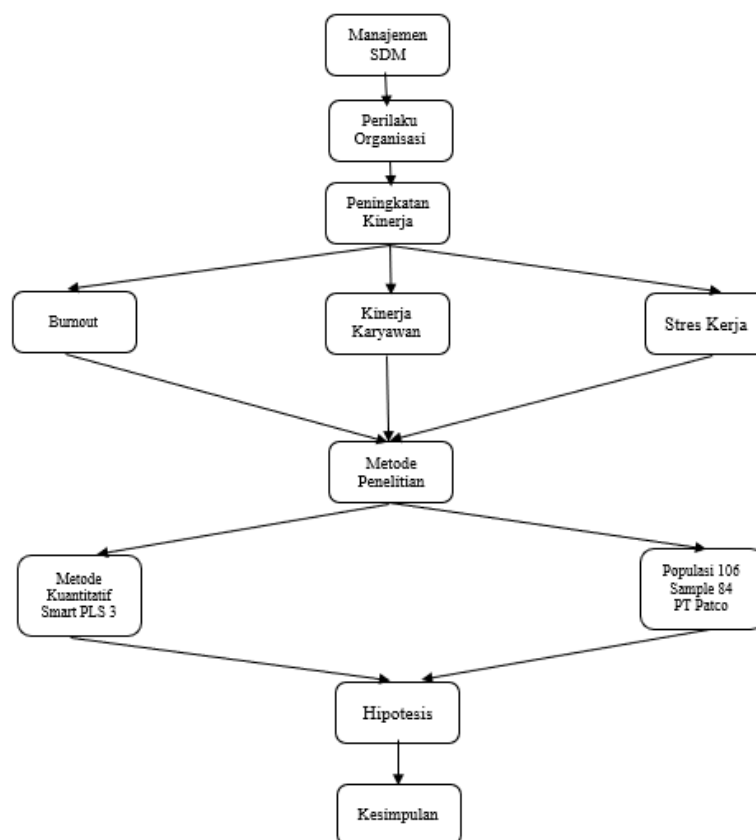 Manajemen
SDM
Perilaku
Organisasi
Peningkatan
Kinerja
Burnout
Kinerja
Karyawan
Stres Kerja
Metode
Penelitian
Metode
Kuantitatif
Smart PLS 3
Populasi 106
Sample 84
PT Patco
Hipotesis
Kesimpulan